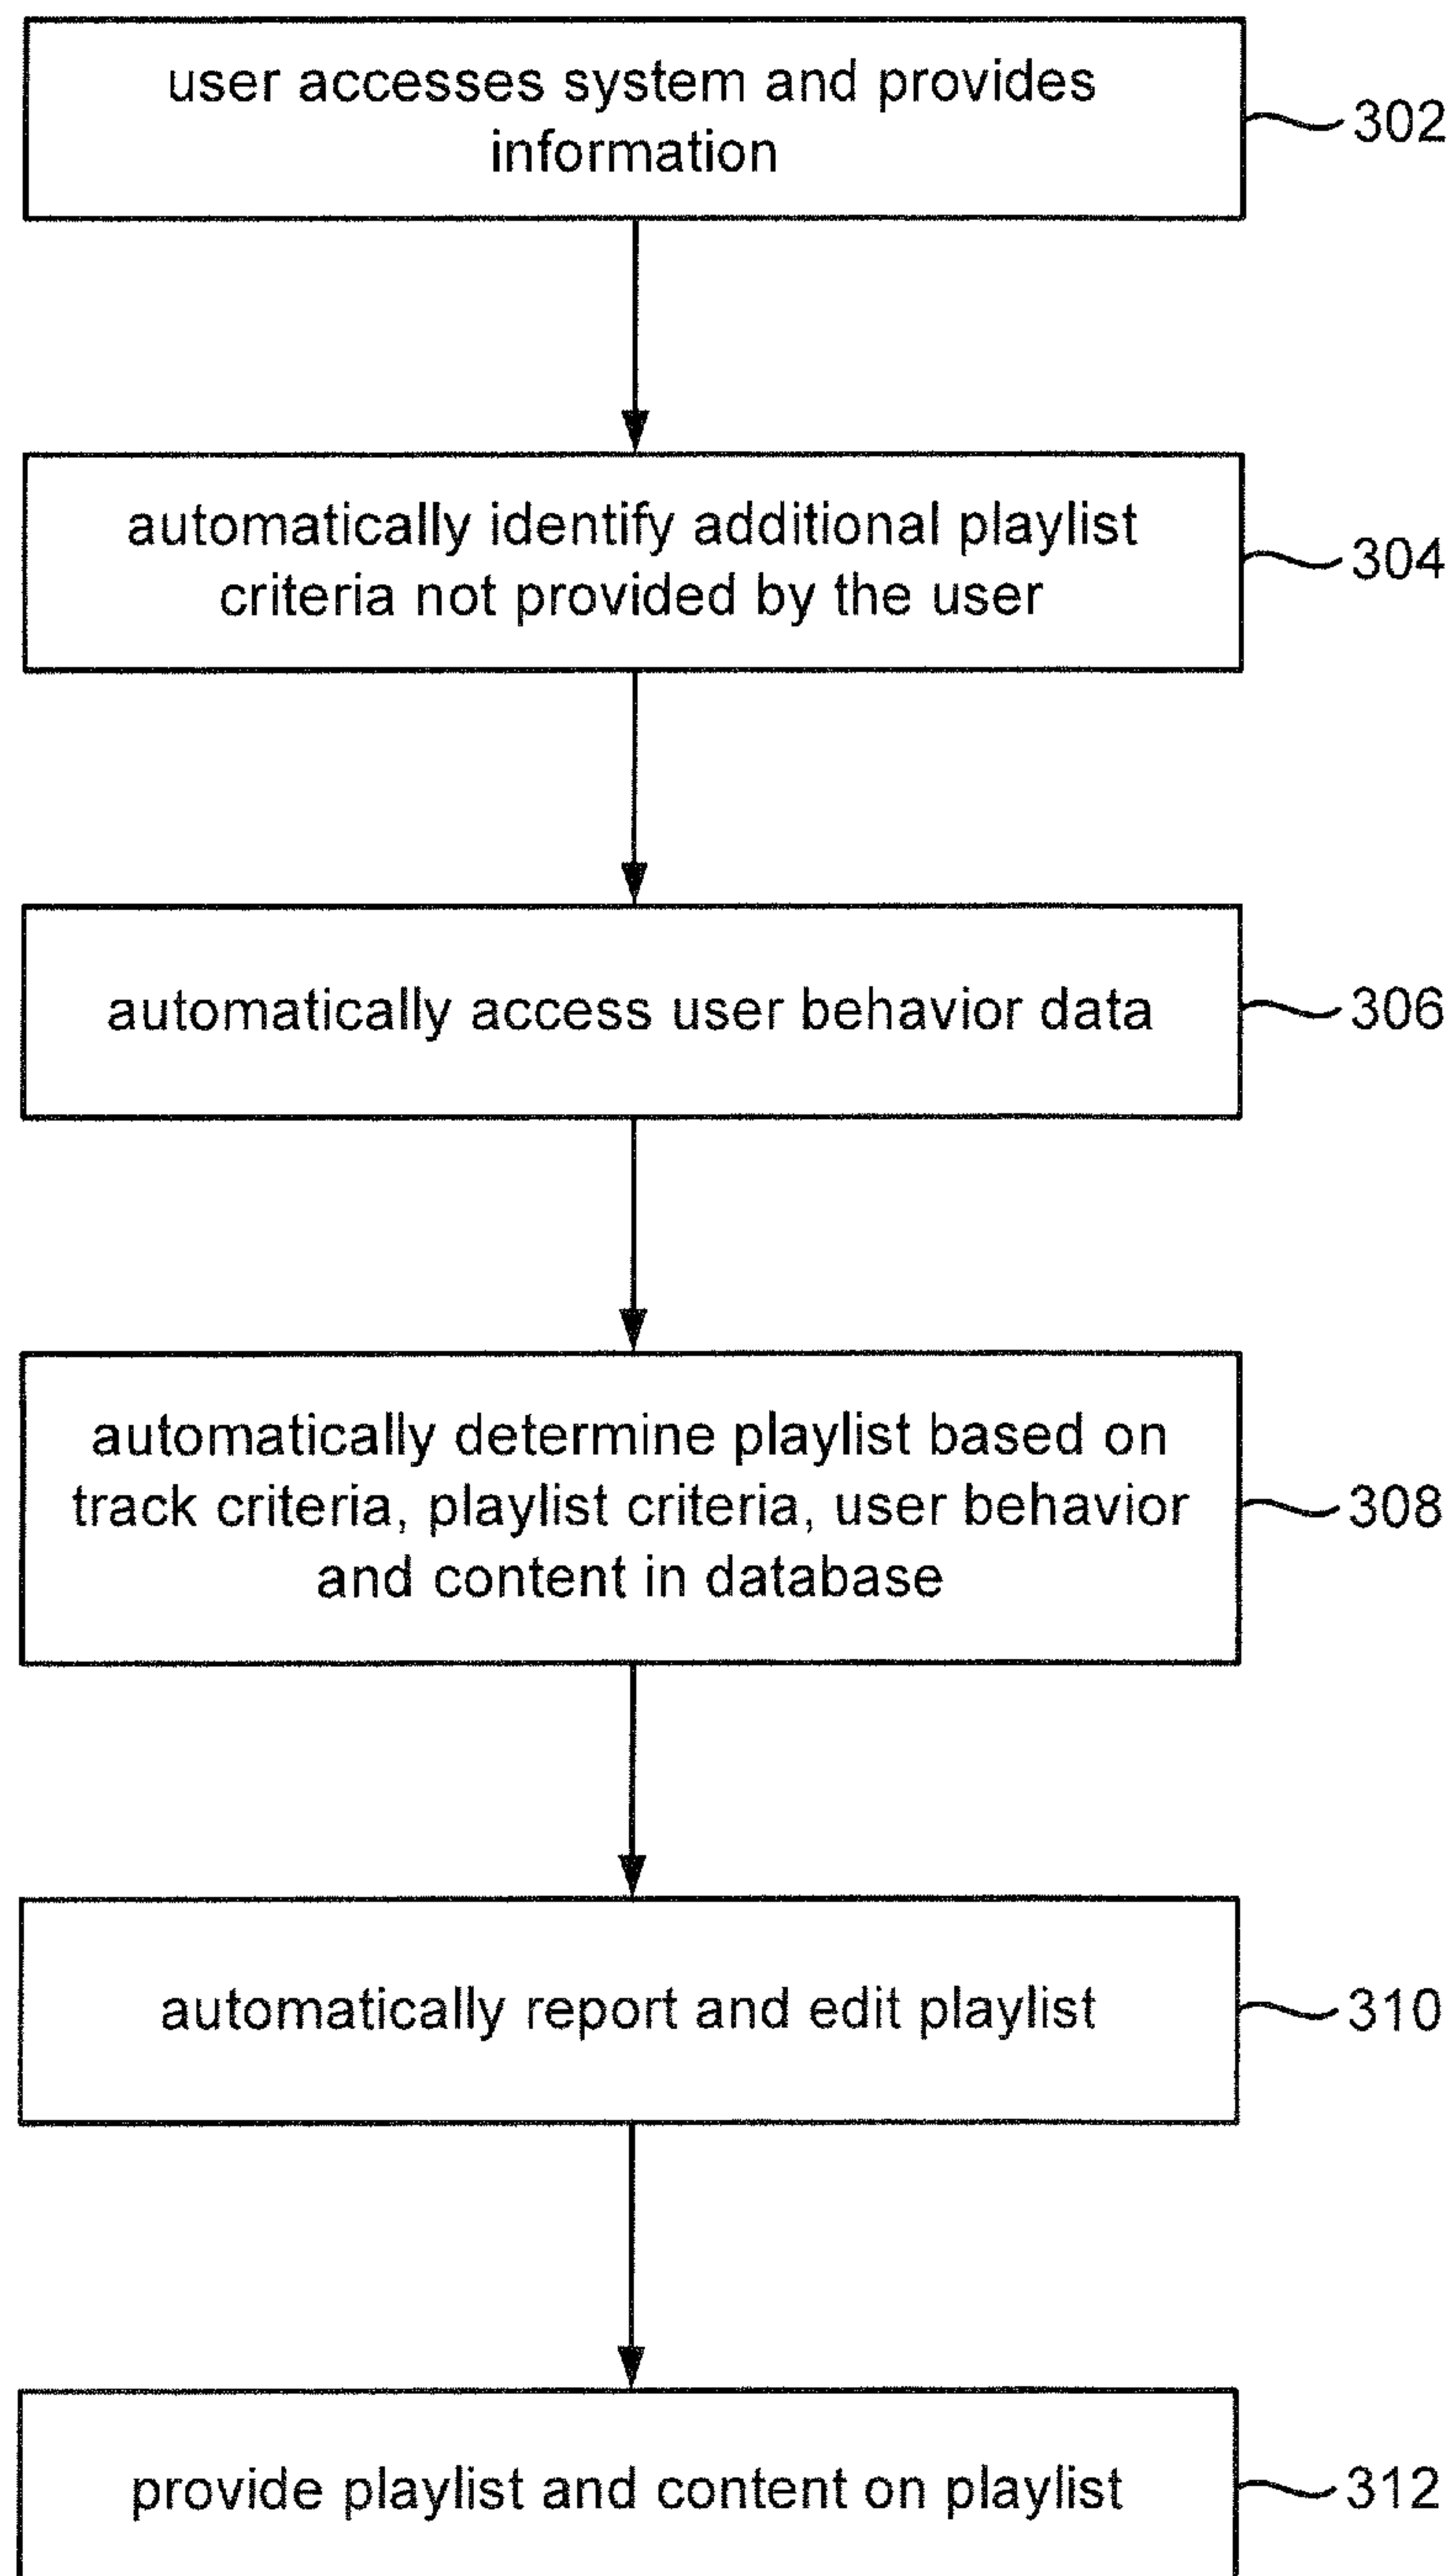 user accesses system and provides
information
302
automatically identify additional playlist
criteria not provided by the user
304
automatically access user behavior data
306
automatically determine playlist based on
track criteria, playlist criteria, user behavior
and content in database
308
automatically report and edit playlist
310
provide playlist and content on playlist
312